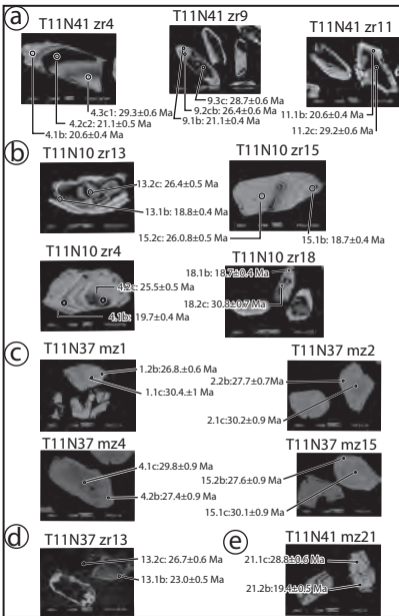 a
T11N41 zr4
T11N41 zr9
T11N41 zr11
4.3c1: 29.3±0.6 Ma
4.2c2: 21.1±0.5 Ma
4.1b: 20.6±0.4 Ma
9.3c: 28.7±0.6 Ma
9.2cb: 26.4±0.6 Ma
9.1b: 21.1±0.4 Ma
11.1b: 20.6±0.4 Ma
11.2c: 29.2±0.6 Ma
b
T11N10 zr13
T11N10 zr15
13.2c: 26.4±0.5 Ma
13.1b: 18.8±0.4 Ma
15.2c: 26.0.8±0.5 Ma
15.1b: 18.7±0.4 Ma
T11N10 zr4
T11N10 zr18
4.2c: 25.5±0.5 Ma
4.1b: 19.7±0.4 Ma
18.1b: 18.7±0.4 Ma
18.2c: 30.8±0.7 Ma
c
T11N37 mz1
T11N37 mz2
1.2b:26.8±0.6 Ma
1.1c:30.4±1 Ma
2.2b:27.7±0.7Ma
2.1c:30.2±0.9 Ma
T11N37 mz4
T11N37 mz15
4.1c:29.8±0.9 Ma
4.2b:27.4±0.9 Ma
15.2b:27.6±0.9 Ma
15.1c:30.1±0.9 Ma
d
T11N37 zr13
13.2c: 26.7±0.6 Ma
13.1b: 23.0±0.5 Ma
e
T11N41 mz21
21.1c:28.8±0.6 Ma
21.2b:19.4±0.5 Ma